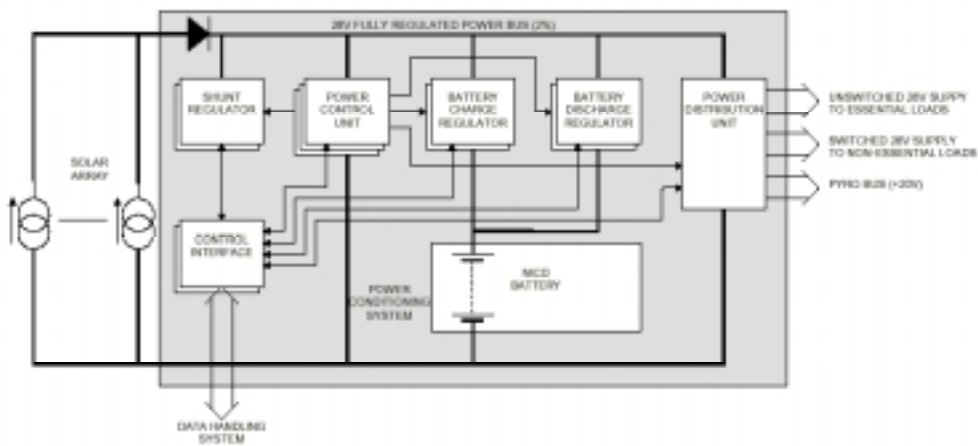 28V FULLY REGULATED POWER BUS (2%)
SHUNT
REGULATOR
POWER
CONTROL
UNIT
BATTERY
CHARGE
REGULATOR
BATTERY
DISCHARGE
REGULATOR
POWER
DISTRIBUTION
UNIT
UNSWITCHED 28V SUPPY
TO ESSENTIAL LOADS
SWITCHED 28V SUPPLY
TO NON-ESSENTIAL LOADS
PYRO BUS (+20V)
SOLAR
ARRAY
CONTROL
INTERFACE
NICD
BATTERY
POWER
CONDITIONING
SYSTEM
DATA HANDLING
SYSTEM